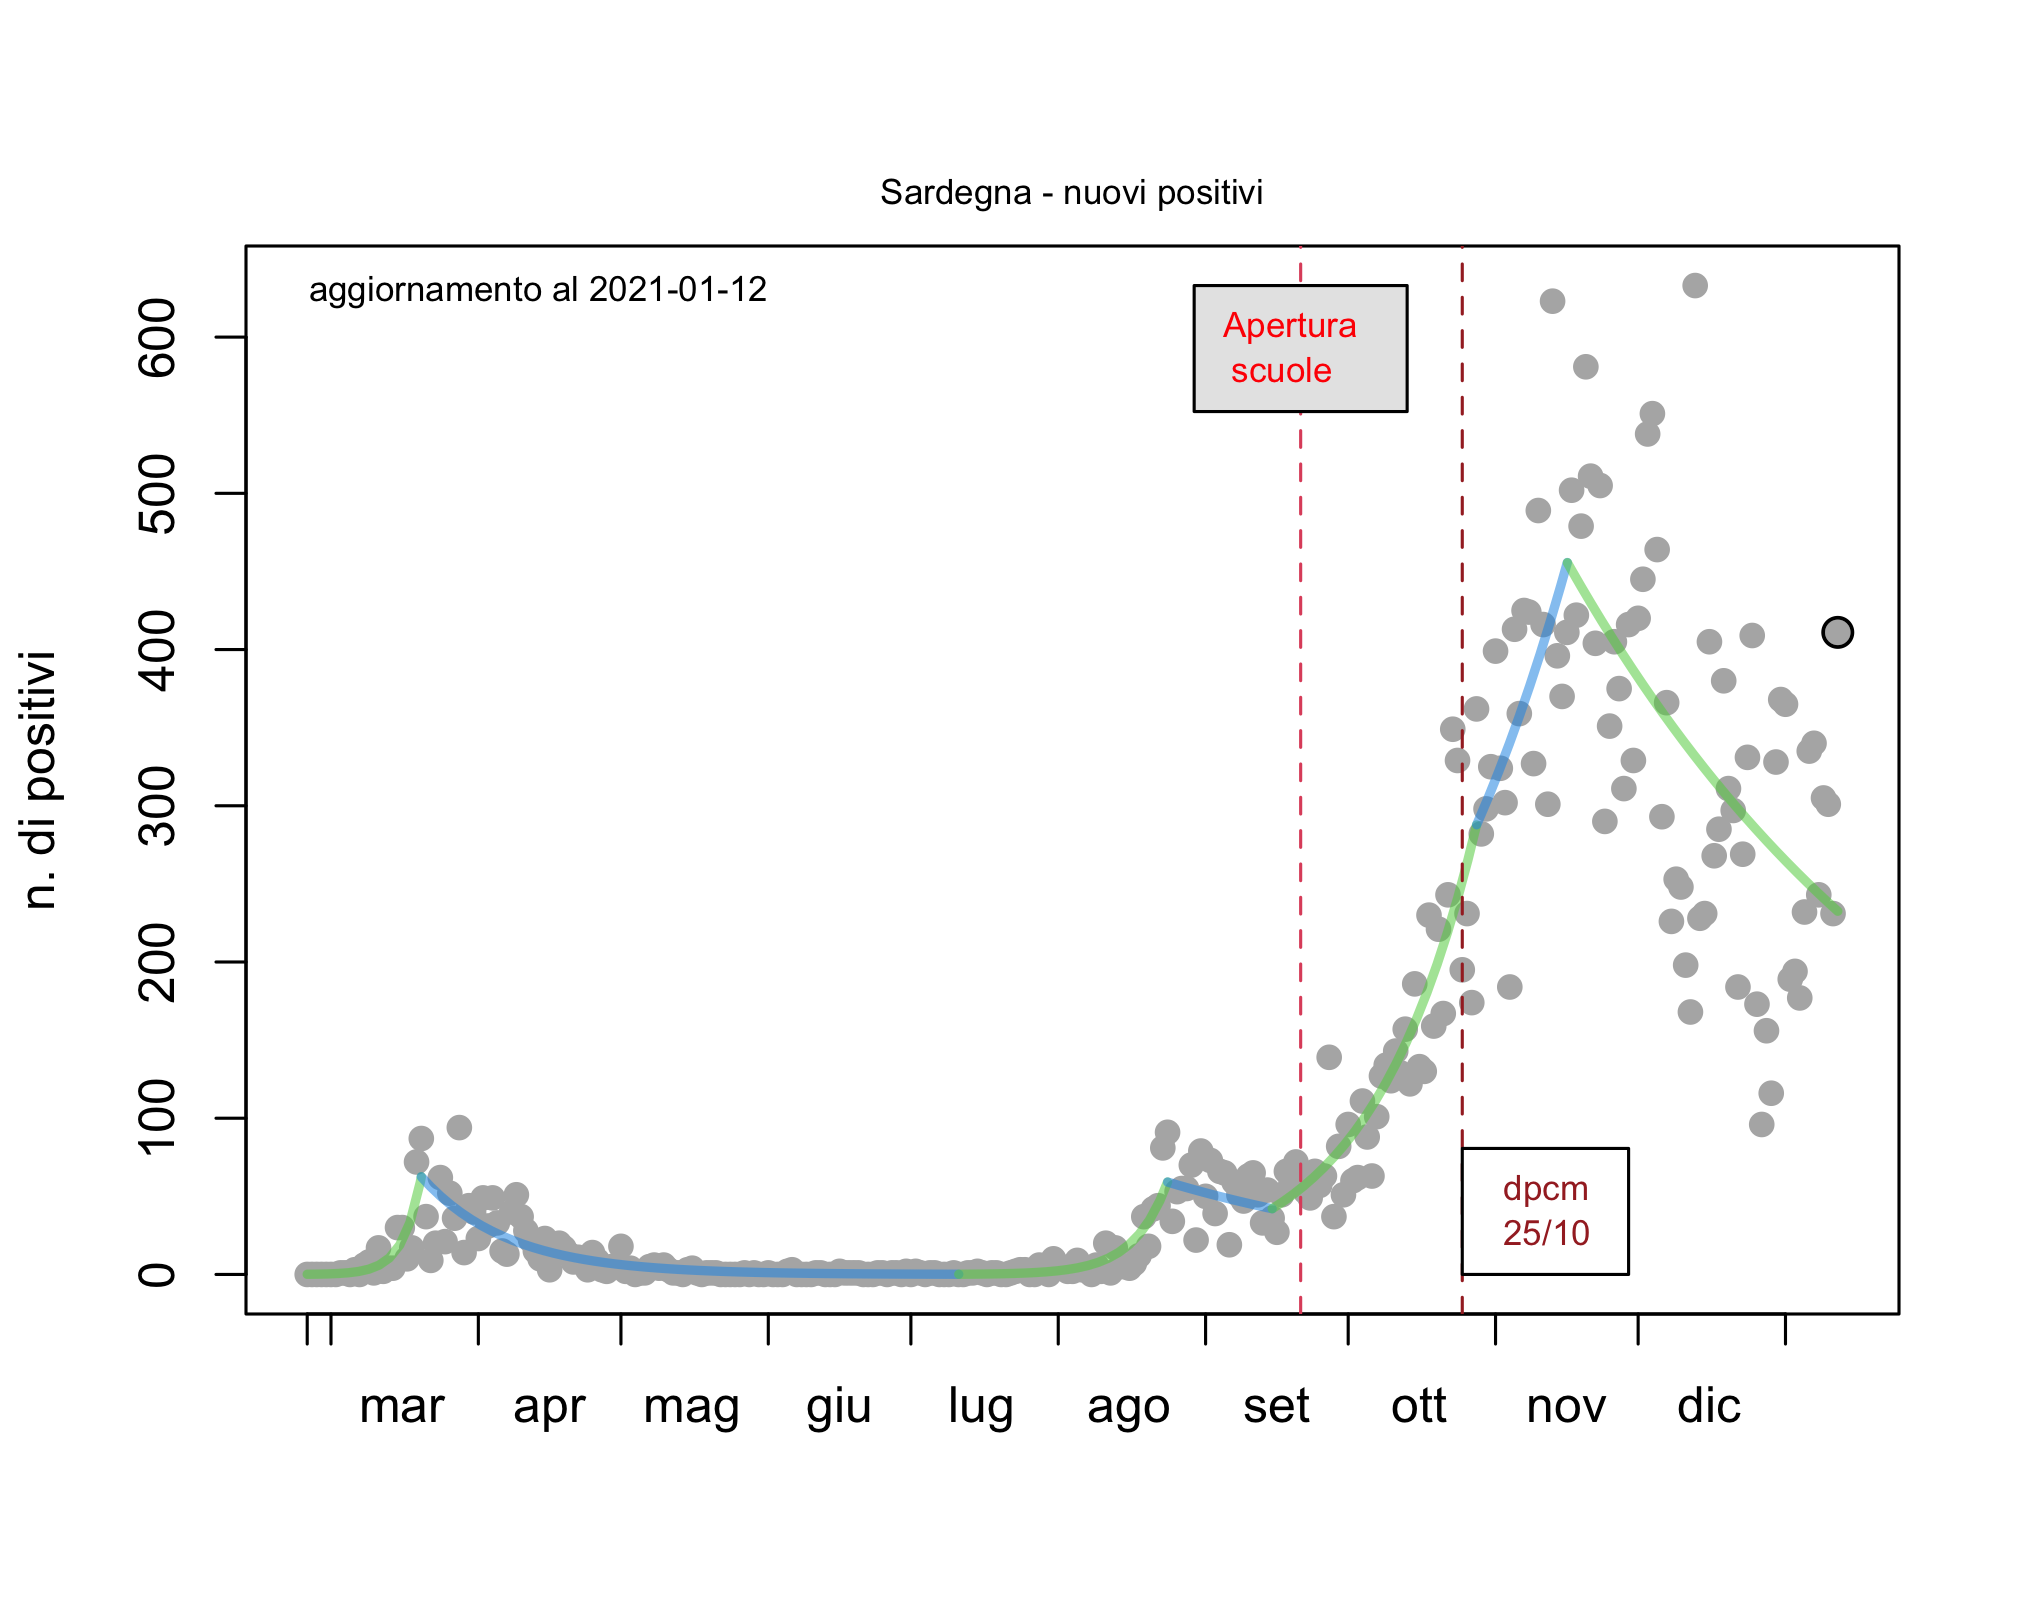 Sardegna - nuovi positivi
aggiornamento al 2021-01-12
Apertura
scuole
dpcm
25/10
n. di positivi
600
500
400
300
200
100
0
mar apr mag giu lug ago set ott nov dic